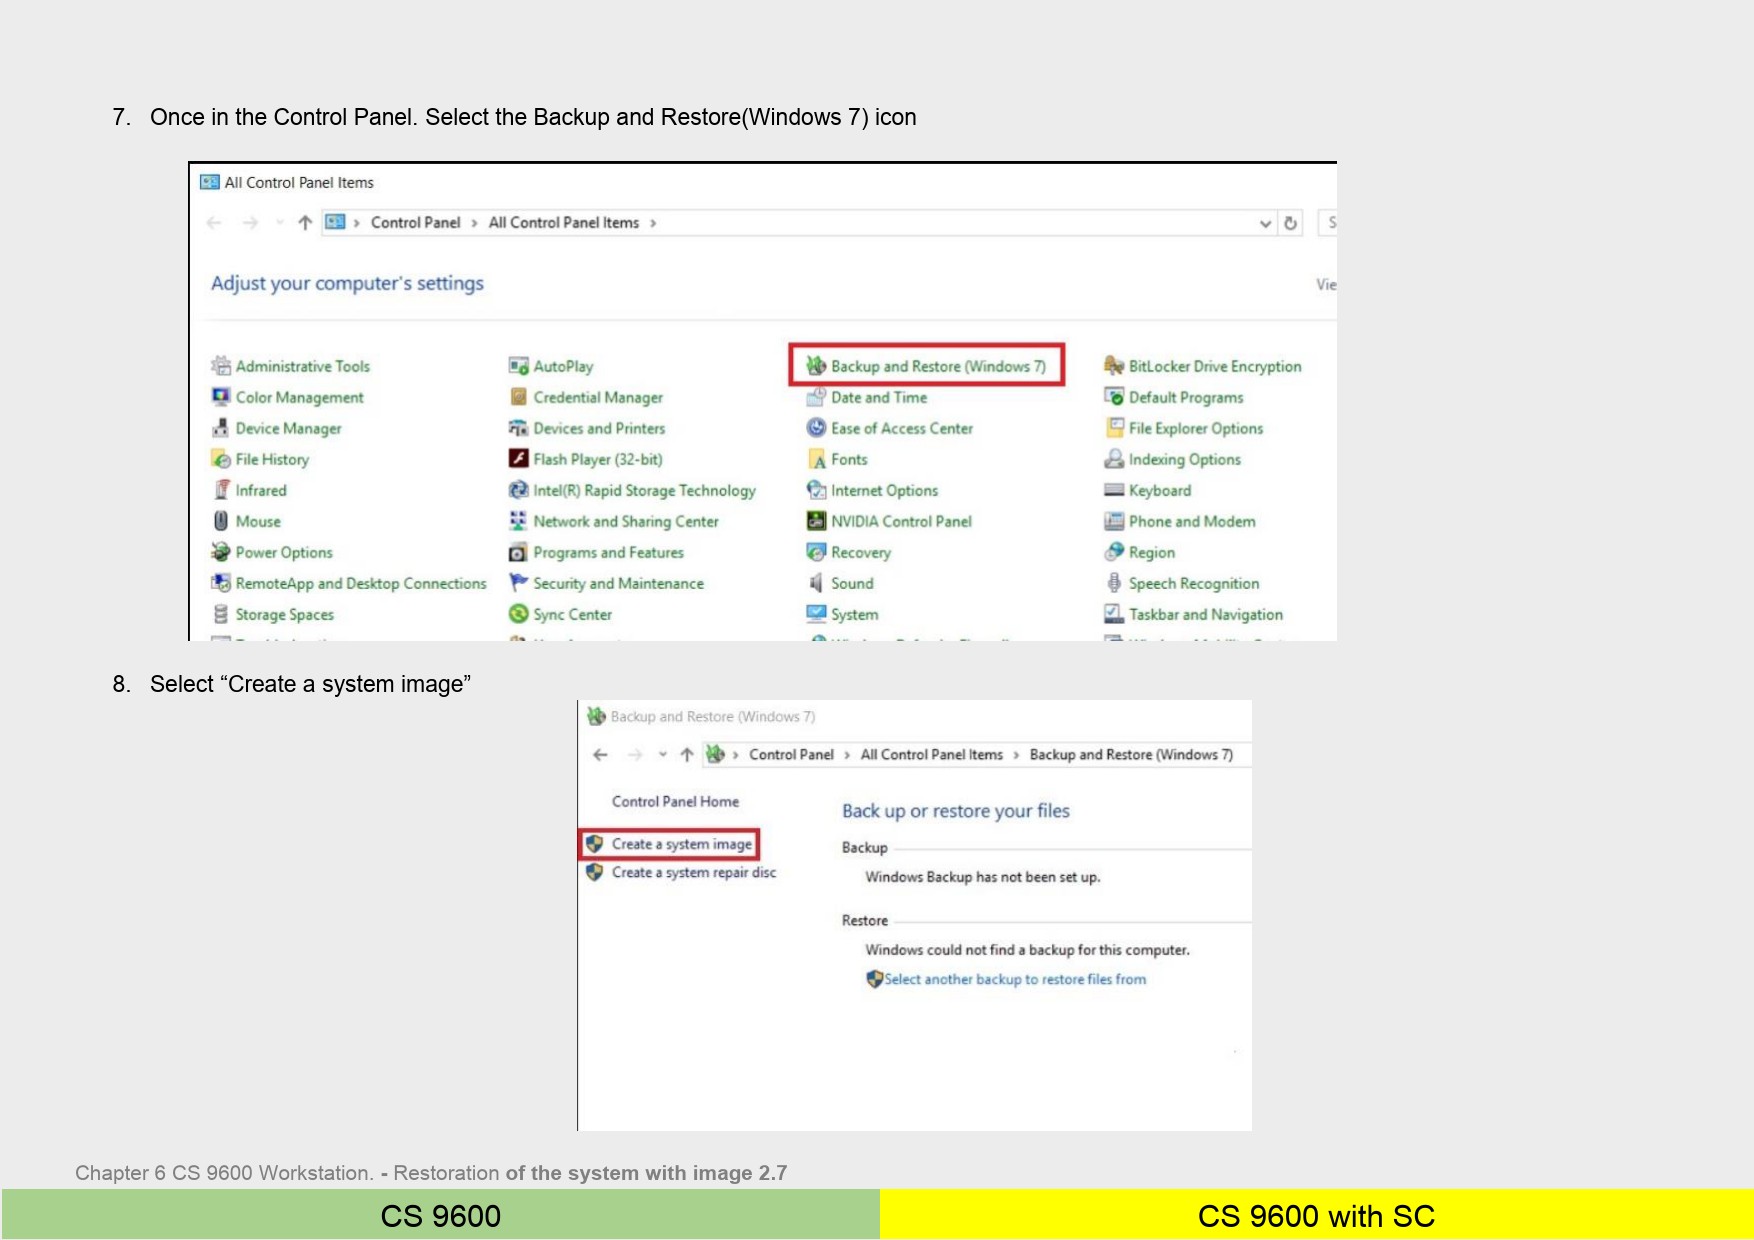 7. Once in the Control Panel. Select the Backup and Restore(Windows 7) icon
All Control Panel Items
Control Panel > All Control Panel Items >
S
Adjust your computer's settings
Vie
Administrative Tools AutoPlay Backup and Restore (Windows 7) BitLocker Drive Encryption
Color Management Credential Manager Date and Time Default Programs
Device Manager Devices and Printers Ease of Access Center File Explorer Options
File History Flash Player (32-bit) Fonts Indexing Options
Infrared Intel(R) Rapid Storage Technology Internet Options Keyboard
Mouse Network and Sharing Center NVIDIA Control Panel Phone and Modem
Power Options Programs and Features Recovery Region
RemoteApp and Desktop Connections Security and Maintenance Sound Speech Recognition
Storage Spaces Sync Center System Taskbar and Navigation
8. Select “Create a system image”
Backup and Restore (Windows 7)
Control Panel > All Control Panel Items > Backup and Restore (Windows 7)
Control Panel Home
Back up or restore your files
Create a system image
Backup
Create a system repair disc
Windows Backup has not been set up.
Restore
Windows could not find a backup for this computer.
Select another backup to restore files from
Chapter 6 CS 9600 Workstation. - Restoration of the system with image 2.7
CS 9600
CS 9600 with SC